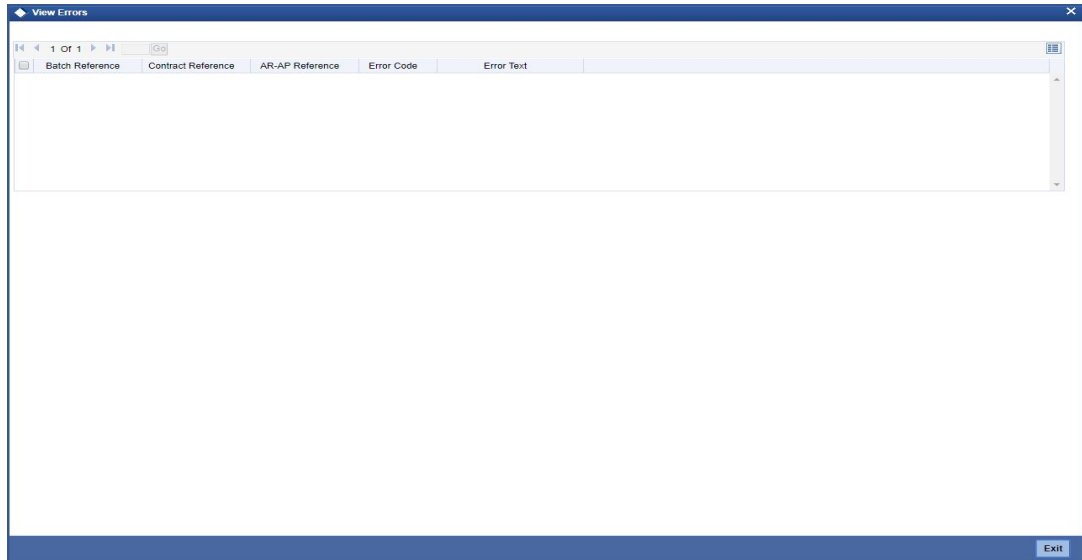 View Errors
1 Of 1 Go
Batch Reference Contract Reference AR-AP Reference Error Code Error Text
Exit